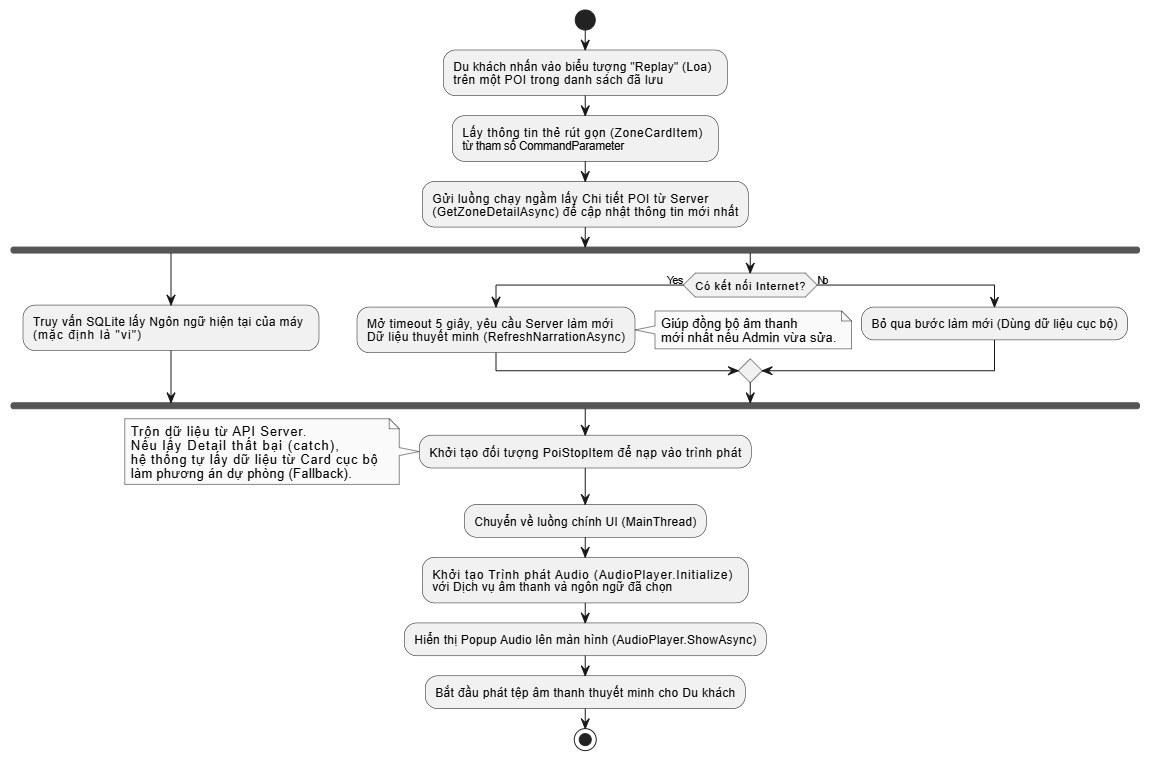 Du khách nhấn vào biểu tượng "Replay" (Loa)
trên một POI trong danh sách đã lưu
Lấy thông tin thẻ rút gọn (ZoneCardItem)
từ tham số CommandParameter
Gửi luồng chạy ngầm lấy Chi tiết POI từ Server
(GetZoneDetailAsync) để cập nhật thông tin mới nhất
Truy vấn SQLite lấy Ngôn ngữ hiện tại của máy
(mặc định là "vi")
Có kết nối Internet?
Yes
No
Mở timeout 5 giây, yêu cầu Server làm mới
Dữ liệu thuyết minh (RefreshNarrationAsync)
Giúp đồng bộ âm thanh
mới nhất nếu Admin vừa sửa.
Bỏ qua bước làm mới (Dùng dữ liệu cục bộ)
Trộn dữ liệu từ API Server.
Nếu lấy Detail thất bại (catch),
hệ thống tự lấy dữ liệu từ Card cục bộ
làm phương án dự phòng (Fallback).
Khởi tạo đối tượng PoiStopItem để nạp vào trình phát
Chuyển về luồng chính UI (MainThread)
Khởi tạo Trình phát Audio (AudioPlayer.Initialize)
với Dịch vụ âm thanh và ngôn ngữ đã chọn
Hiển thị Popup Audio lên màn hình (AudioPlayer.ShowAsync)
Bắt đầu phát tệp âm thanh thuyết minh cho Du khách